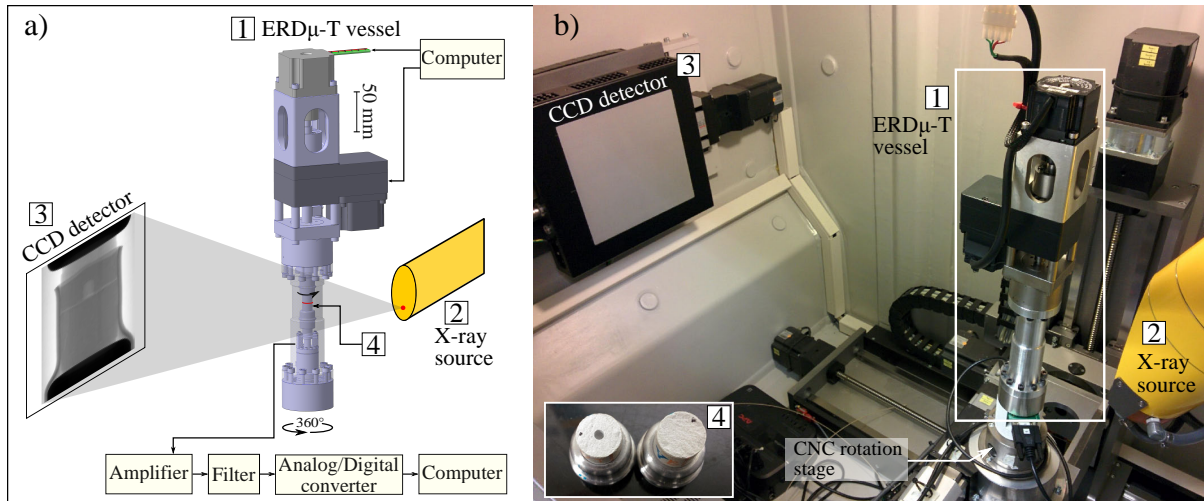 a)
1 ERDμ-T vessel
Computer
50 mm
3
CCD detector
2
X-ray
source
4
360°
Amplifier
Filter
Analog/Digital
converter
Computer
b)
3
CCD detector
1
ERDμ-T
vessel
2
X-ray
source
4
CNC rotation
stage